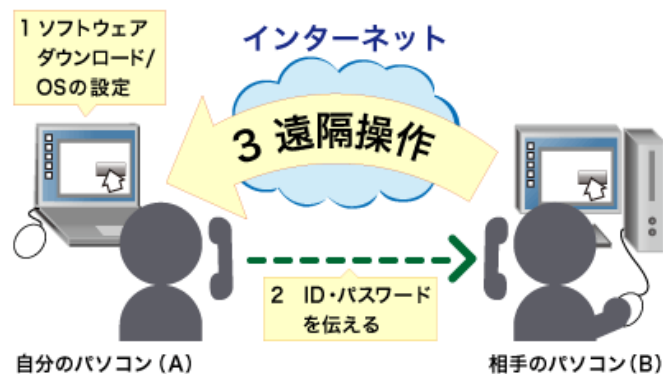 1 ソフトウェア
ダウンロード/
OSの設定
インターネット
3 遠隔操作
2 ID・パスワード
を伝える
自分のパソコン(A)
相手のパソコン(B)